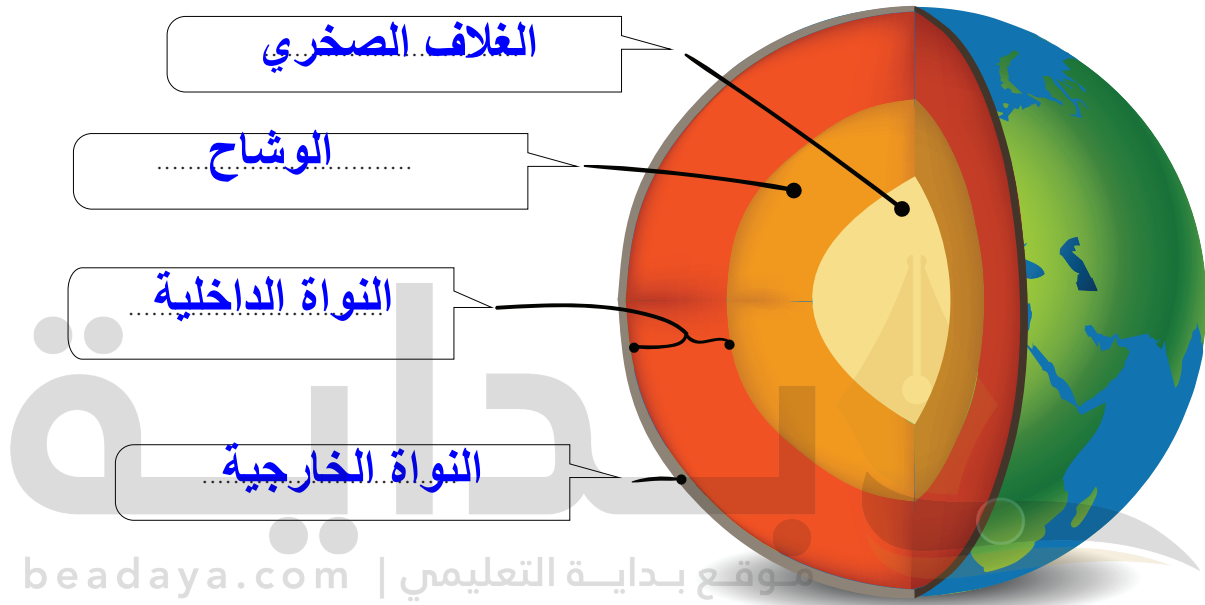 الغلاف الصخري
الوشاح
النواة الداخلية
النواة الخارجية
بداية
beadaya.com | موقع بداية التعليمي